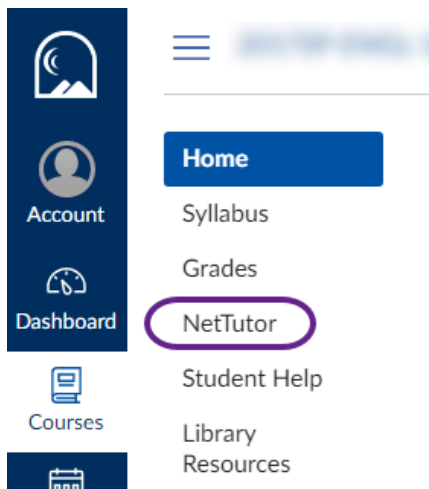 Home
Account
Syllabus
Grades
Dashboard
NetTutor
Student Help
Courses
Library
Resources